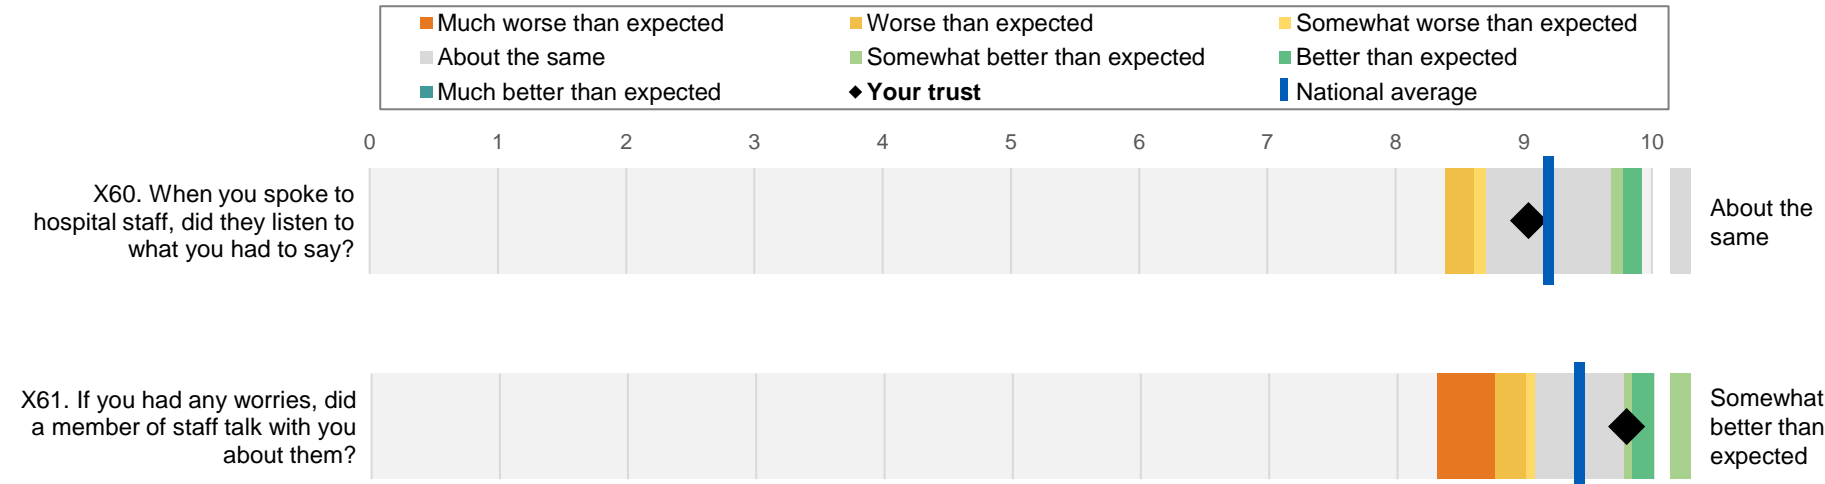 Much worse than expected
Worse than expected
Somewhat worse than expected
About the same
Somewhat better than expected
Better than expected
Much better than expected
Your trust
National average
0 1 2 3 4 5 6 7 8 9 10
X60. When you spoke to
hospital staff, did they listen to
what you had to say?
About the
same
X61. If you had any worries, did
a member of staff talk with you
about them?
Somewhat
better than
expected